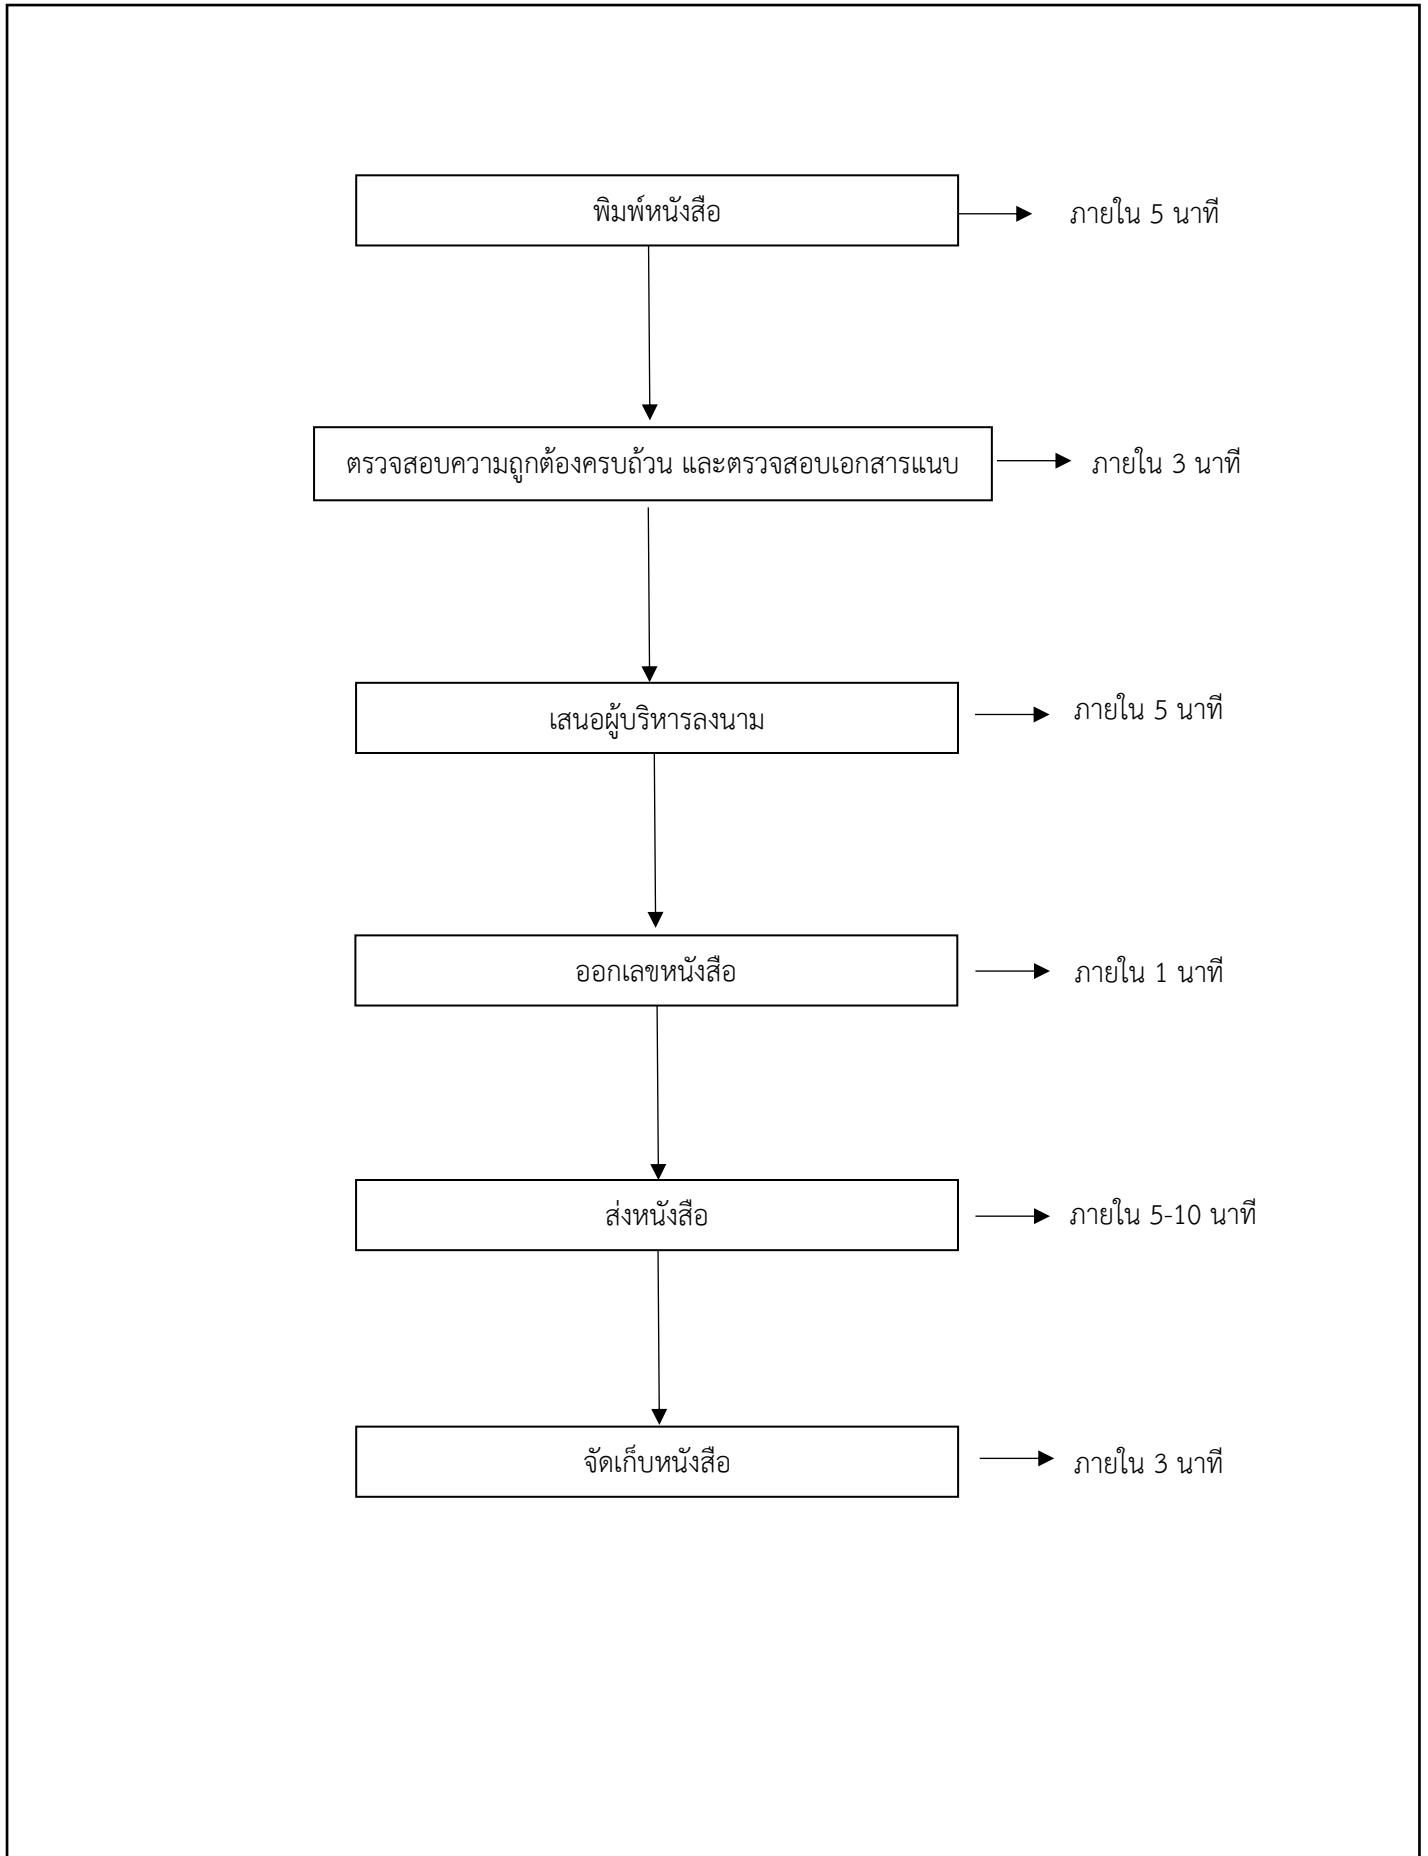 พิมพ์หนังสือ
ภายใน 5 นาที
ตรวจสอบความถูกต้องครบถ้วน และตรวจสอบเอกสารแนบ
ภายใน 3 นาที
เสนอผู้บริหารลงนาม
ภายใน 5 นาที
ออกเลขหนังสือ
ภายใน 1 นาที
ส่งหนังสือ
ภายใน 5-10 นาที
จัดเก็บหนังสือ
ภายใน 3 นาที